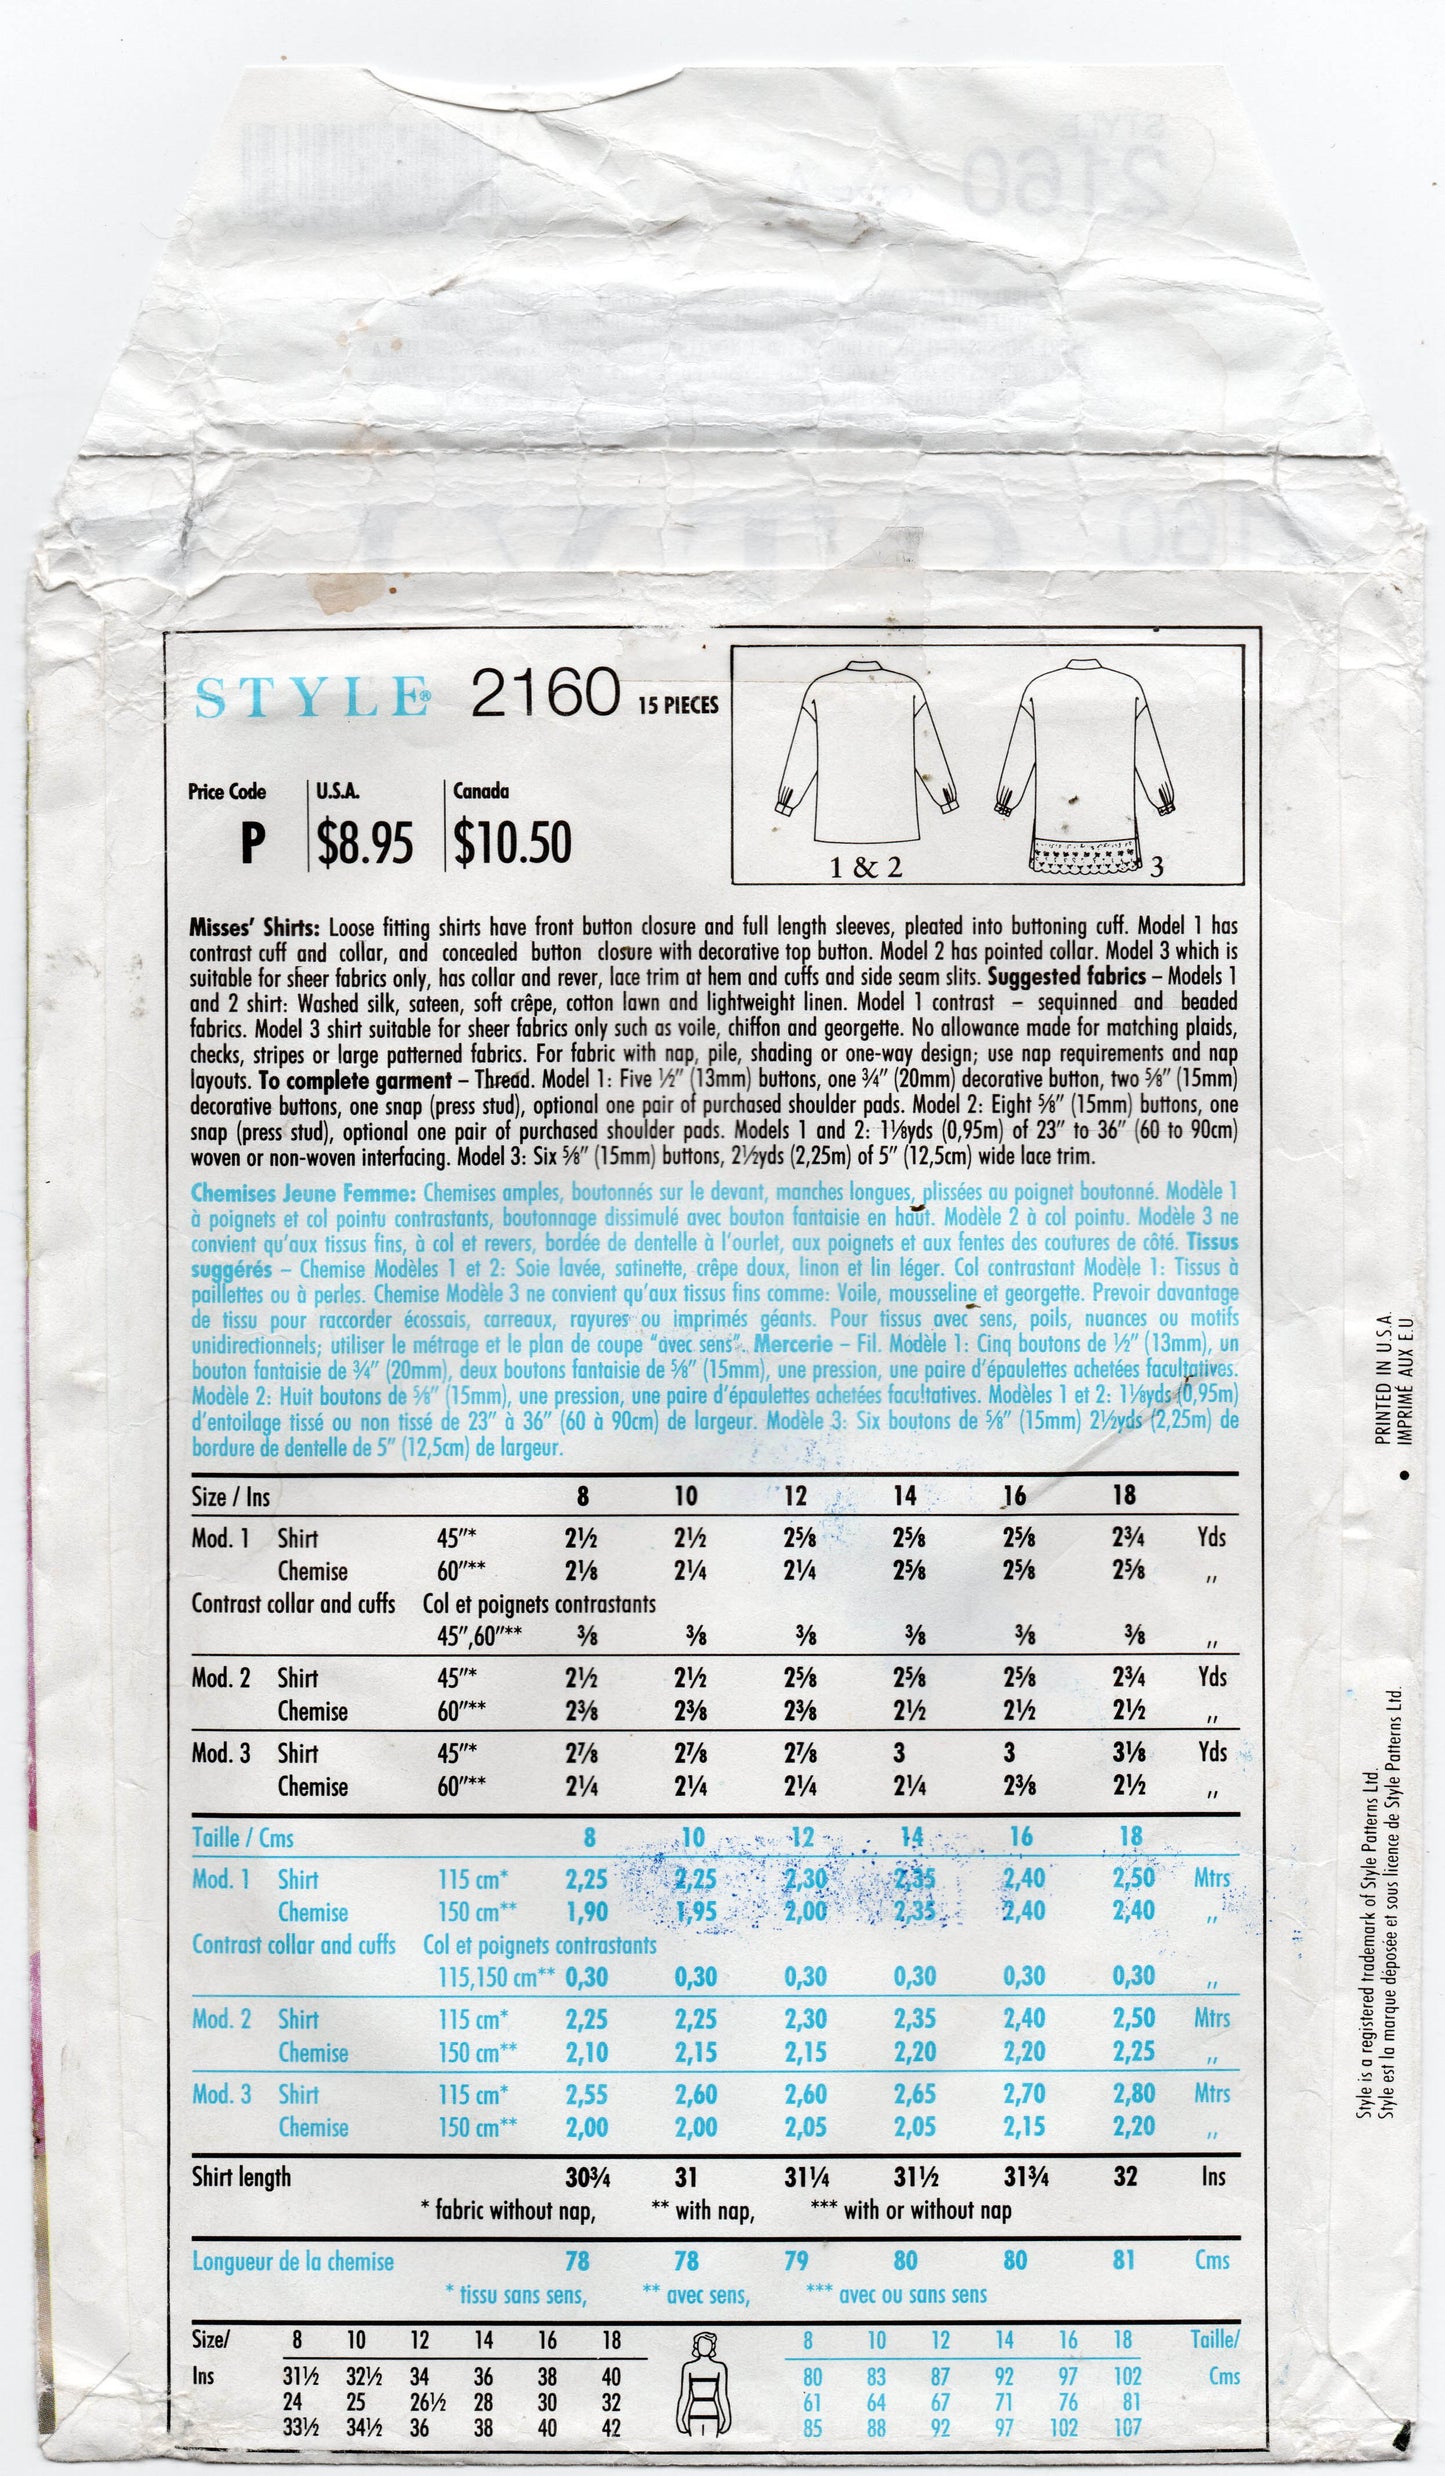 STYLE
2160
STYLE® 2160 15 PIECES
Price Code U.S.A. Canada
P $8.95 $10.50
1 & 2 3
Misses' Shirts: Loose fitting shirts have front button closure and full length sleeves, pleated into buttoning cuff. Model 1 has
contrast cuff and collar, and concealed button closure with decorative top button. Model 2 has pointed collar. Model 3 which is
suitable for sheer fabrics only, has collar and rever, lace trim at hem and cuffs and side seam slits. Suggested fabrics – Models 1
and 2 shirt: Washed silk, sateen, soft crêpe, cotton lawn and lightweight linen. Model 1 contrast – sequinned and beaded
fabrics. Model 3 shirt suitable for sheer fabrics only such as voile, chiffon and georgette. No allowance made for matching plaids,
checks, stripes or large patterned fabrics. For fabric with nap, pile, shading or one-way design; use nap requirements and nap
layouts. To complete garment – Thread. Model 1: Five ½″ (13mm) buttons, one ¾″ (20mm) decorative button, two ⅝″ (15mm)
decorative buttons, one snap (press stud), optional one pair of purchased shoulder pads. Model 2: Eight ⅝″ (15mm) buttons, one
snap (press stud), optional one pair of purchased shoulder pads. Models 1 and 2: 1⅛yds (0,95m) of 23″ to 36″ (60 to 90cm)
woven or non-woven interfacing. Model 3: Six ⅝″ (15mm) buttons, 2½yds (2,25m) of 5″ (12,5cm) wide lace trim.
Chemises Jeune Femme: Chemises amples, boutonnés sur le devant, manches longues, plissées au poignet boutonné. Modèle 1
à poignets et col pointu contrastants, boutonnage dissimulé avec bouton fantaisie en haut. Modèle 2 à col pointu. Modèle 3 ne
convient qu'aux tissus fins, à col et revers, bordée de dentelle à l'ourlet, aux poignets et aux fentes des coutures de côté. Tissus
suggérés – Chemise Modèles 1 et 2: Soie lavée, satinette, crêpe doux, linon et lin léger. Col contrastant Modèle 1: Tissus à
paillettes ou à perles. Chemise Modèle 3 ne convient qu'aux tissus fins comme: Voile, mousseline et georgette. Prevoir davantage
de tissu pour raccorder écossais, carreaux, rayures ou imprimés géants. Pour tissus avec sens, poils, nuances ou motifs
unidirectionnels; utiliser le métrage et le plan de coupe "avec sens". Mercerie – Fil. Modèle 1: Cinq boutons de ½″ (13mm), un
bouton fantaisie de ¾″ (20mm), deux boutons fantaisie de ⅝″ (15mm), une pression, une paire d'épaulettes achetées facultatives.
Modèle 2: Huit boutons de ⅝″ (15mm), une pression, une paire d'épaulettes achetées facultatives. Modèles 1 et 2: 1⅛yds (0,95m)
d'entoilage tissé ou non tissé de 23″ à 36″ (60 à 90cm) de largeur. Modèle 3: Six boutons de ⅝″ (15mm) 2½yds (2,25m) de
bordure de dentelle de 5″ (12,5cm) de largeur.
Size / Ins 8 10 12 14 16 18
Mod. 1 Shirt 45″* 2½ 2½ 2⅝ 2⅝ 2⅝ 2¾ Yds
Chemise 60″** 2⅛ 2¼ 2¼ 2⅝ 2⅝ 2⅝ ,,
Contrast collar and cuffs Col et poignets contrastants
45″,60″** ⅜ ⅜ ⅜ ⅜ ⅜ ⅜ ,,
Mod. 2 Shirt 45″* 2½ 2½ 2⅝ 2⅝ 2⅝ 2¾ Yds
Chemise 60″** 2⅜ 2⅜ 2⅜ 2½ 2½ 2½ ,,
Mod. 3 Shirt 45″* 2⅞ 2⅞ 2⅞ 3 3 3⅛ Yds
Chemise 60″** 2¼ 2¼ 2¼ 2¼ 2⅜ 2½ ,,
Taille / Cms 8 10 12 14 16 18
Mod. 1 Shirt 115 cm* 2,25 2,25 2,30 2,35 2,40 2,50 Mtrs
Chemise 150 cm** 1,90 1,95 2,00 2,35 2,40 2,40 ,,
Contrast collar and cuffs Col et poignets contrastants
115,150 cm** 0,30 0,30 0,30 0,30 0,30 0,30 ,,
Mod. 2 Shirt 115 cm* 2,25 2,25 2,30 2,35 2,40 2,50 Mtrs
Chemise 150 cm** 2,10 2,15 2,15 2,20 2,20 2,25 ,,
Mod. 3 Shirt 115 cm* 2,55 2,60 2,60 2,65 2,70 2,80 Mtrs
Chemise 150 cm** 2,00 2,00 2,05 2,05 2,15 2,20 ,,
Shirt length 30¾ 31 31¼ 31½ 31¾ 32 Ins
* fabric without nap, ** with nap, *** with or without nap
Longueur de la chemise 78 78 79 80 80 81 Cms
* tissu sans sens, ** avec sens, *** avec ou sans sens
Size/ 8 10 12 14 16 18 8 10 12 14 16 18 Taille/
Ins 31½ 32½ 34 36 38 40 80 83 87 92 97 102 Cms
24 25 26½ 28 30 32 61 64 67 71 76 81
33½ 34½ 36 38 40 42 85 88 92 97 102 107
PRINTED IN U.S.A.
• IMPRIMÉ AUX E.U.
Style is a registered trademark of Style Patterns Ltd.
Style est la marque déposée et sous licence de Style Patterns Ltd.